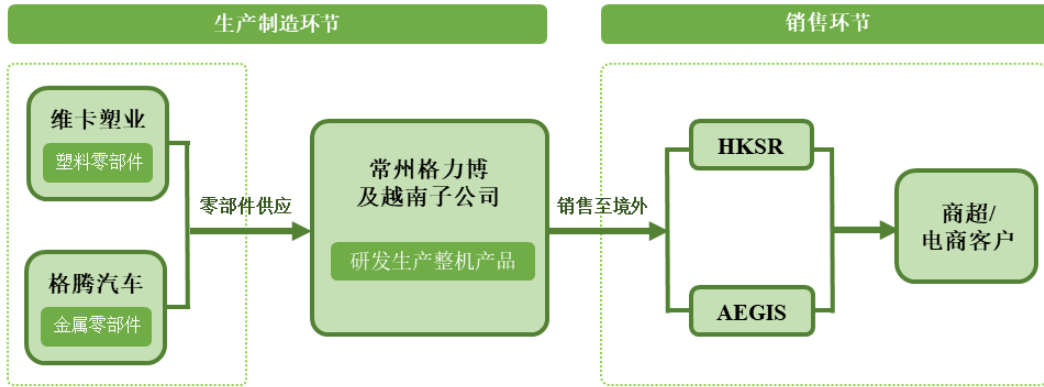 生产制造环节
销售环节
维卡塑业
塑料零部件
格腾汽车
金属零部件
零部件供应
常州格力博
及越南子公司
研发生产整机产品
销售至境外
HKSR
AEGIS
商超/
电商客户